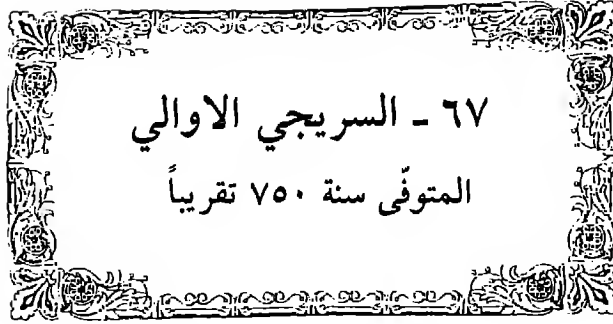 ٦٧ ـ السريجي الاوالي
المتوفّى سنة ٧٥٠ تقريباً